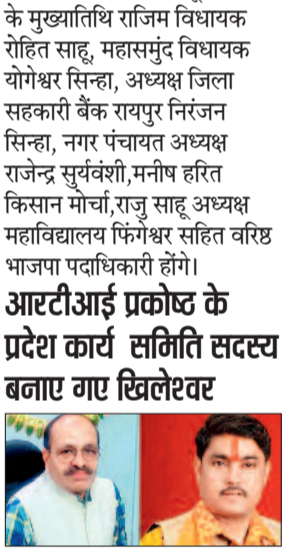 के मुख्यातिथि राजिम विधायक
रोहित साहू, महासमुंद विधायक
योगेश्वर सिन्हा, अध्यक्ष जिला
सहकारी बैंक रायपुर निरंजन
सिन्हा, नगर पंचायत अध्यक्ष
राजेन्द्र सुर्यवंशी,मनीष हरित
किसान मोर्चा,राजु साहू अध्यक्ष
महाविद्यालय फिंगेश्वर सहित वरिष्ठ
भाजपा पदाधिकारी होंगे।
आरटीआई प्रकोष्ठ के
प्रदेश कार्य समिति सदस्य
बनाए गए खिलेश्वर